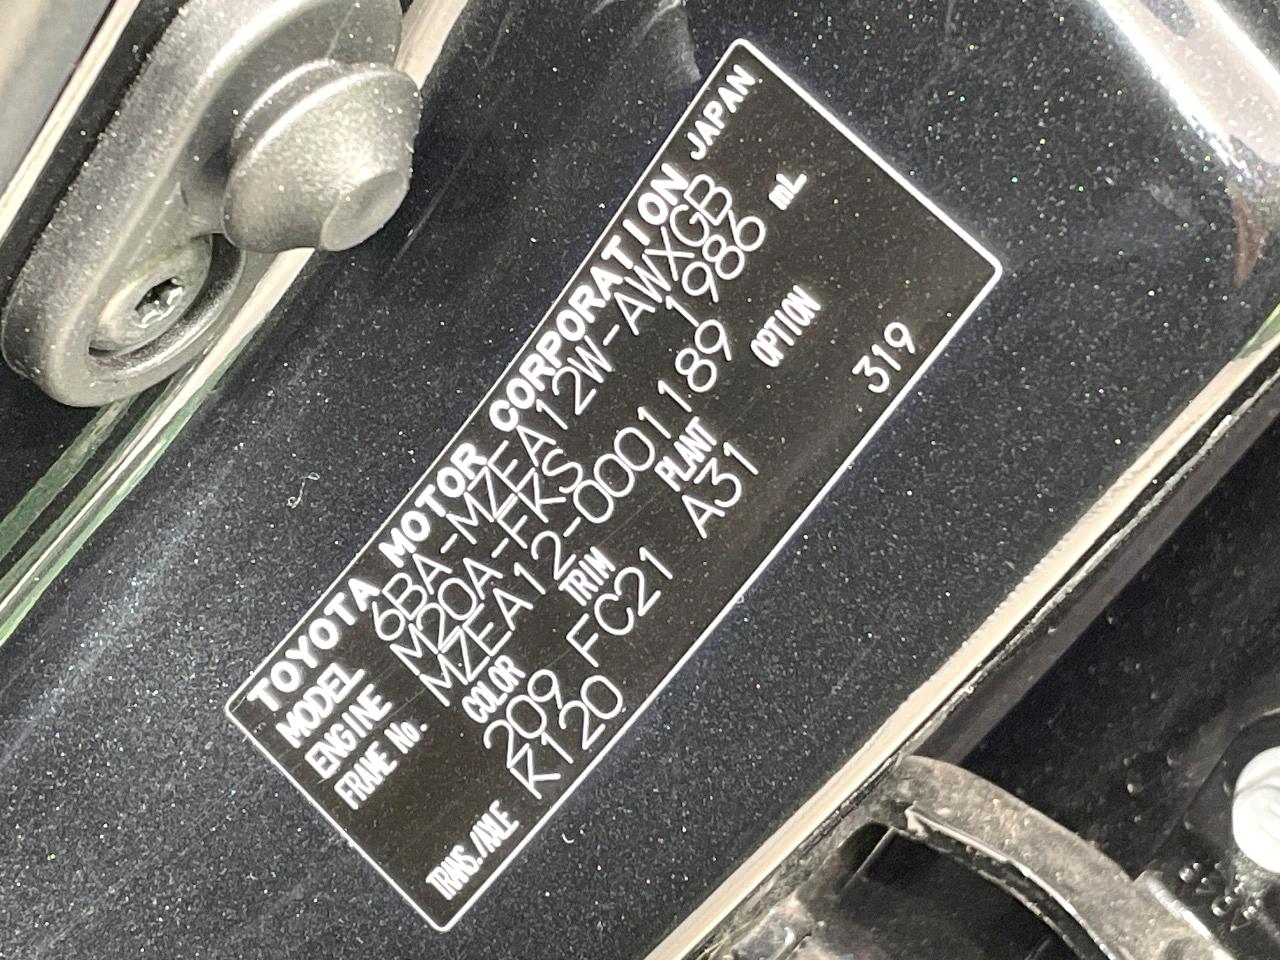 TOYOTA MOTOR CORPORATION JAPAN
MODEL 6BA-MZEA12W-AWXGB
ENGINE M20A-FKS 1986 mL
FRAME No. MZEA12-0001189
COLOR TRIM PLANT OPTION
209 FC21 A31 319
TRANS./AXLE K120